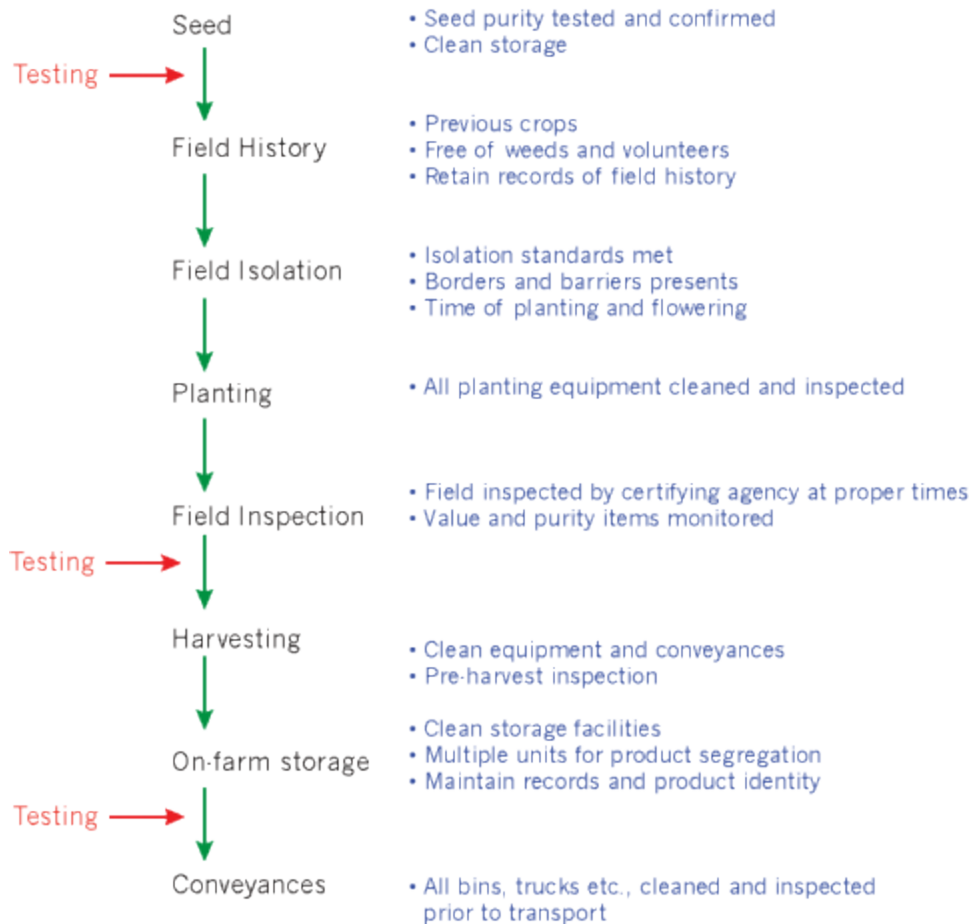 Seed
• Seed purity tested and confirmed
• Clean storage
Testing
Field History
• Previous crops
• Free of weeds and volunteers
• Retain records of field history
Field Isolation
• Isolation standards met
• Borders and barriers presents
• Time of planting and flowering
Planting
• All planting equipment cleaned and inspected
Field Inspection
• Field inspected by certifying agency at proper times
• Value and purity items monitored
Testing
Harvesting
• Clean equipment and conveyances
• Pre-harvest inspection
On-farm storage
• Clean storage facilities
• Multiple units for product segregation
• Maintain records and product identity
Testing
Conveyances
• All bins, trucks etc., cleaned and inspected
prior to transport